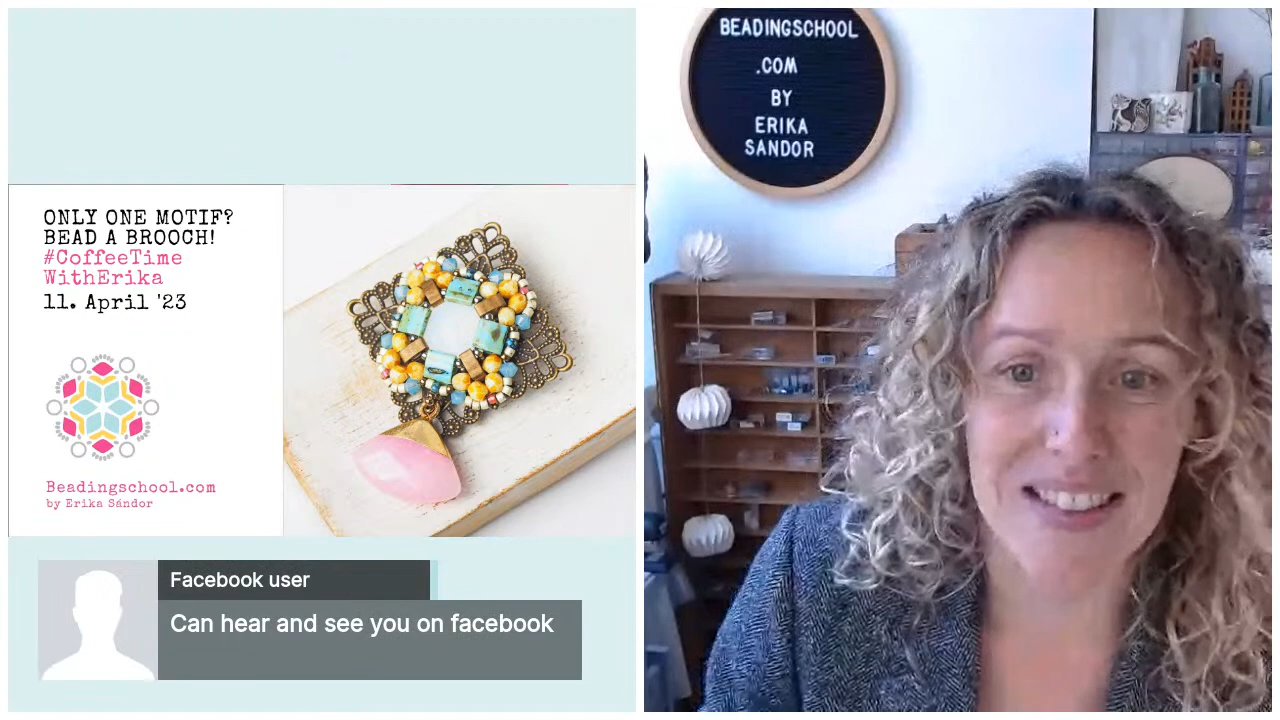 ONLY ONE MOTIF?
BEAD A BROOCH!
#CoffeeTime
WithErika
11. April '23
Beadingschool.com
by Erika Sándor
Facebook user
Can hear and see you on facebook
BEADINGSCHOOL
.COM
BY
ERIKA
SANDOR